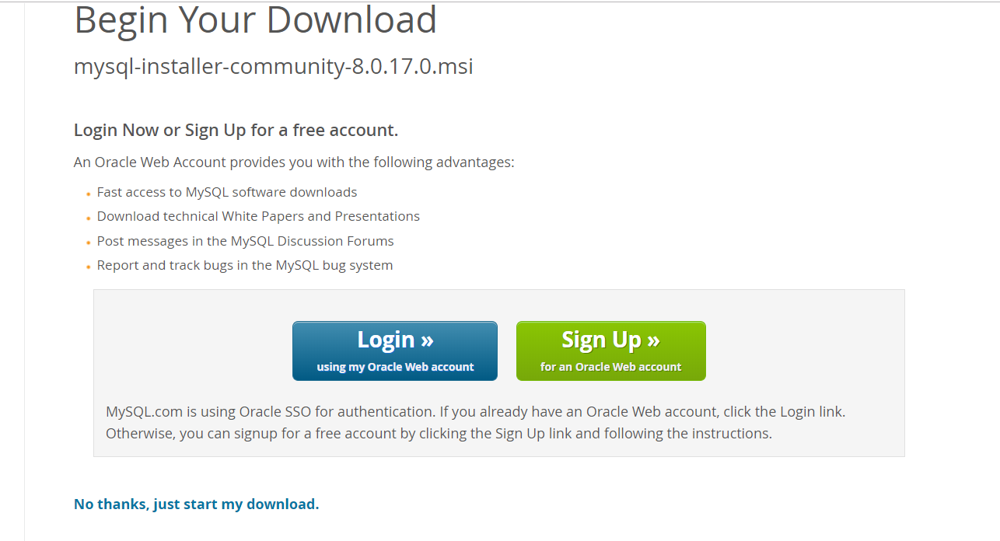 Begin Your Download
mysql-installer-community-8.0.17.0.msi
Login Now or Sign Up for a free account.
An Oracle Web Account provides you with the following advantages:
Fast access to MySQL software downloads
Download technical White Papers and Presentations
Post messages in the MySQL Discussion Forums
Report and track bugs in the MySQL bug system
Login »
using my Oracle Web account
Sign Up »
for an Oracle Web account
MySQL.com is using Oracle SSO for authentication. If you already have an Oracle Web account, click the Login link.
Otherwise, you can signup for a free account by clicking the Sign Up link and following the instructions.
No thanks, just start my download.